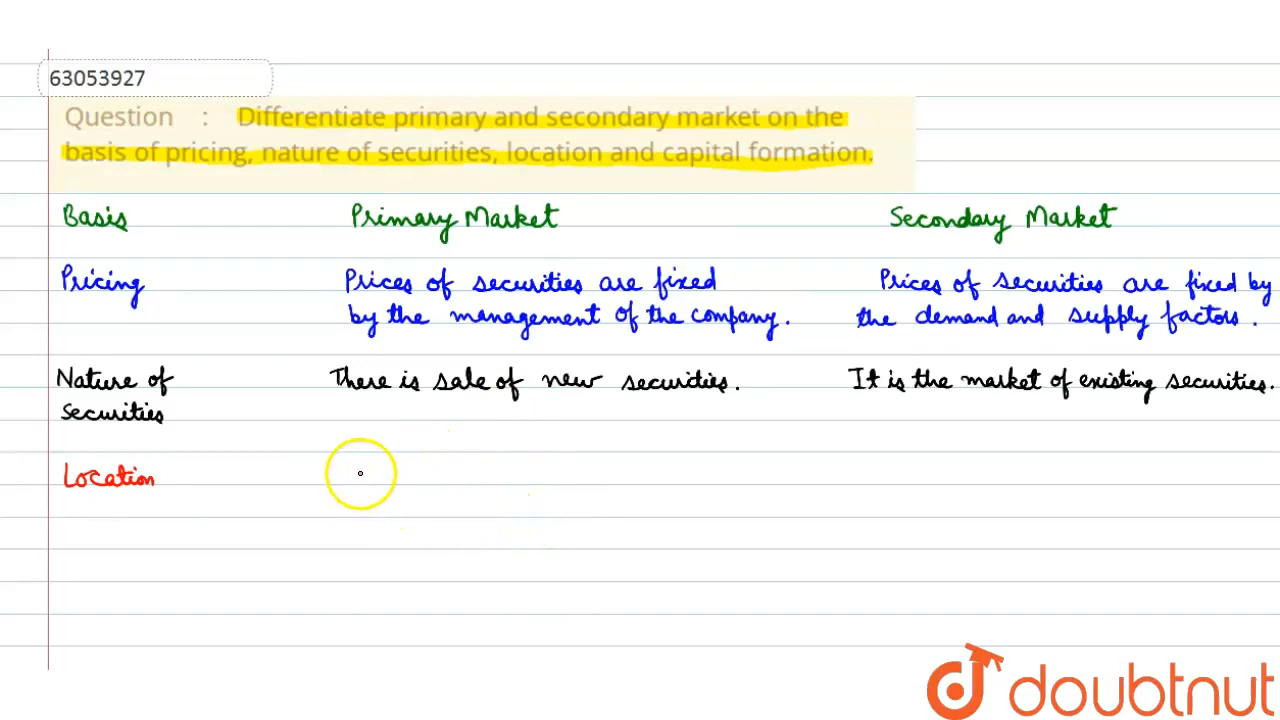 63053927
Question : Differentiate primary and secondary market on the
basis of pricing, nature of securities, location and capital formation.
Basis Primary Market Secondary Market
Pricing Prices of securities are fixed Prices of securities are fixed by
by the management of the company. the demand and supply factors.
Nature of There is sale of new securities. It is the market of existing securities.
securities
Location
doubtnut